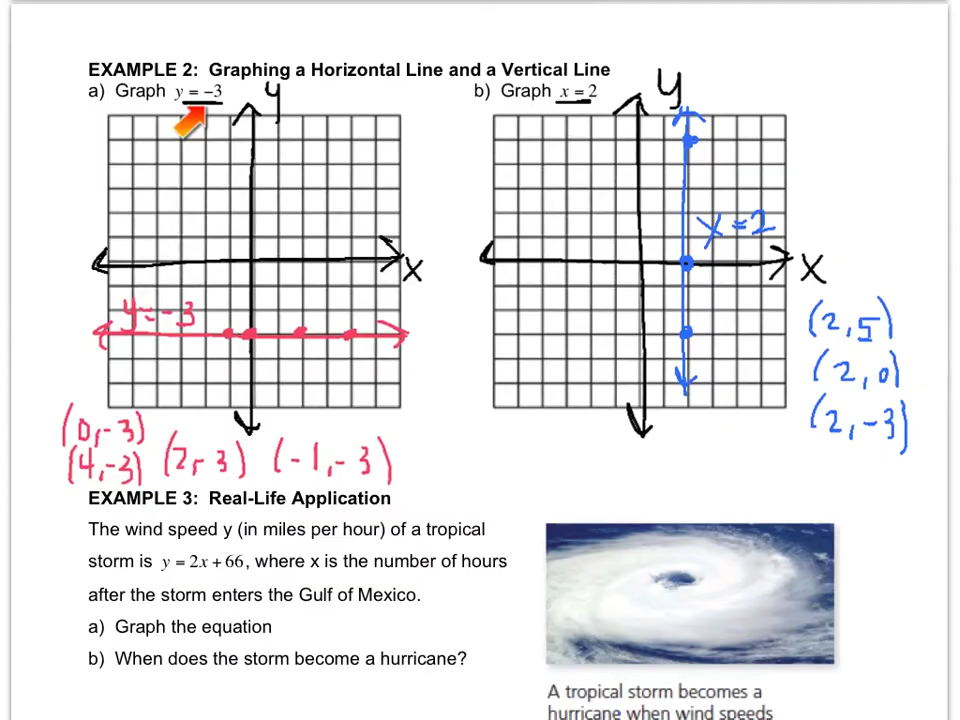 EXAMPLE 2: Graphing a Horizontal Line and a Vertical Line
a) Graph y = −3
b) Graph x = 2
y
x
y = -3
(0, -3)
(4, -3) (2, -3) (-1, -3)
y
x
x = 2
(2, 5)
(2, 0)
(2, -3)
EXAMPLE 3: Real-Life Application
The wind speed y (in miles per hour) of a tropical
storm is y = 2x + 66, where x is the number of hours
after the storm enters the Gulf of Mexico.
a) Graph the equation
b) When does the storm become a hurricane?
A tropical storm becomes a
hurricane when wind speeds